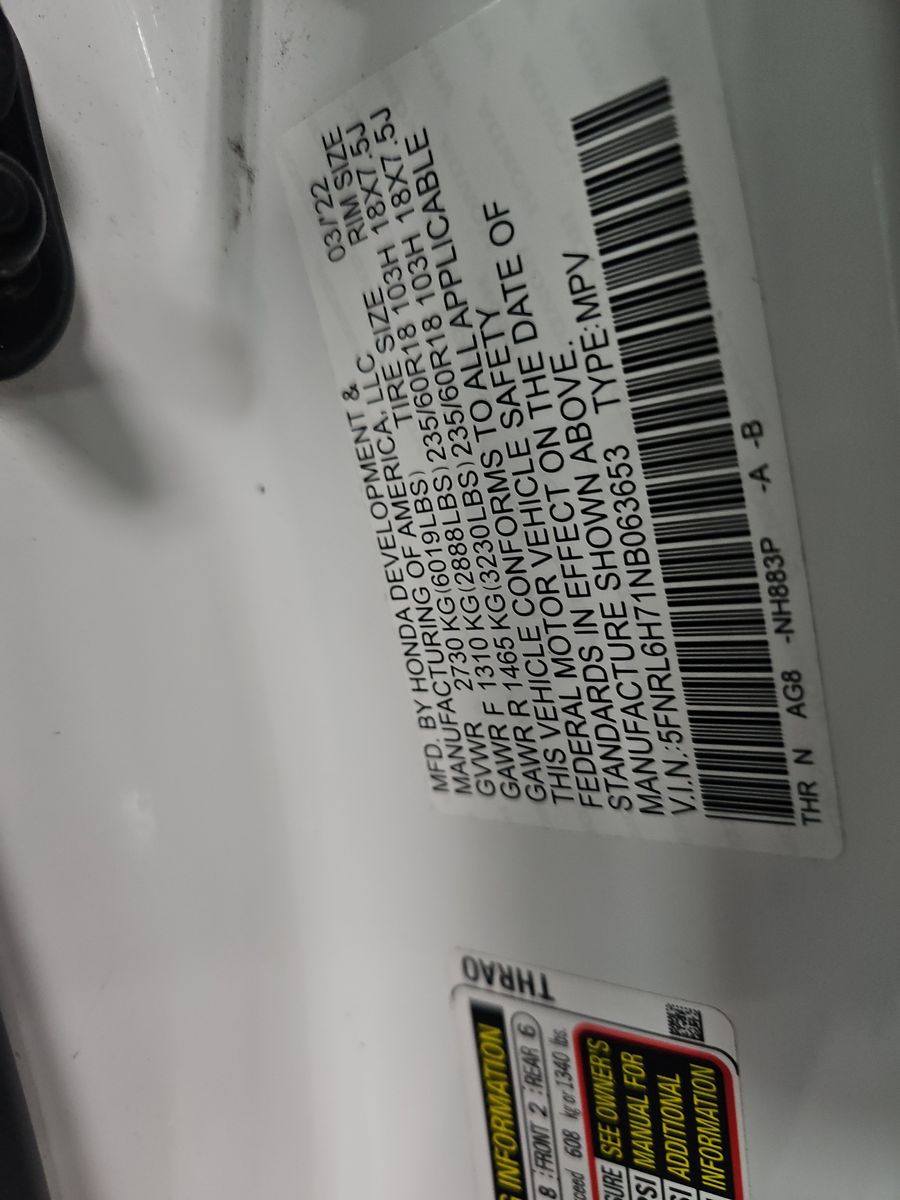 MFD. BY HONDA DEVELOPMENT & 03/22
MANUFACTURING OF AMERICA, LLC RIM SIZE
GVWR 2730 KG(6019LBS) TIRE SIZE 18X7.5J
GAWR F 1310 KG(2888LBS) 235/60R18 103H 18X7.5J
GAWR R 1465 KG(3230LBS) 235/60R18 103H
THIS VEHICLE CONFORMS TO ALL APPLICABLE
FEDERAL MOTOR VEHICLE SAFETY
STANDARDS IN EFFECT ON THE DATE OF
MANUFACTURE SHOWN ABOVE.
V.I.N.:5FNRL6H71NB063653 TYPE:MPV
THR N AG8 -NH883P -A -B
THRA0
INFORMATION
8 : FRONT 2 : REAR 6
608 kg or 1340 lbs.
SEE OWNER'S
MANUAL FOR
ADDITIONAL
INFORMATION